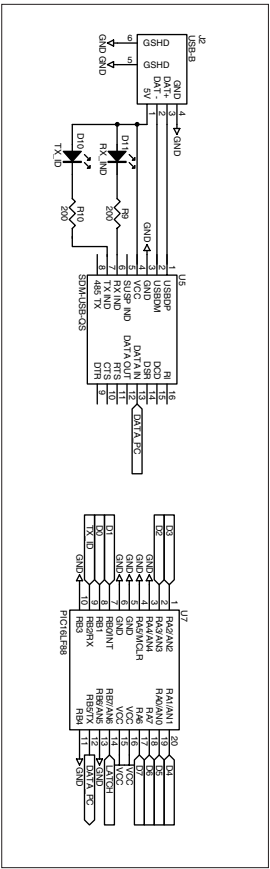 J2
USB-B
GND 4
DAT+ 3
DAT - 2
5V 1
GND
GND 6 GSHD
GND 5 GSHD
D11
RX_IND
R9
200
D10
TX_ID
R10
200
U5
1 USBDP RI 16
2 USBDM DCD 15
GND 3 GND DSR 14
4 VCC DATA IN 13
5 SUSP IND DATA OUT 12 DATA_PC
6 RX IND RTS 11
7 TX IND CTS 10
8 485 TX DTR 9
SDM-USB-QS
U7
D3 1 RA2/AN2 RA1/AN1 20 D4
D2 2 RA3/AN3 RA0/AN0 19 D5
GND 3 RA4/AN4 RA7 18 D6
GND 4 RA5/MCLR RA6 17 D7
GND 5 GND VCC 16 VCC
GND 6 GND VCC 15 VCC
D1 7 RB0/INT RB7/AN6 14 LATCH
D0 8 RB1 RB6/AN5 13 GND
TX_ID 9 RB2/RX RB5/TX 12 DATA_PC
GND 10 RB3 RB4 11 GND
PIC16LF88